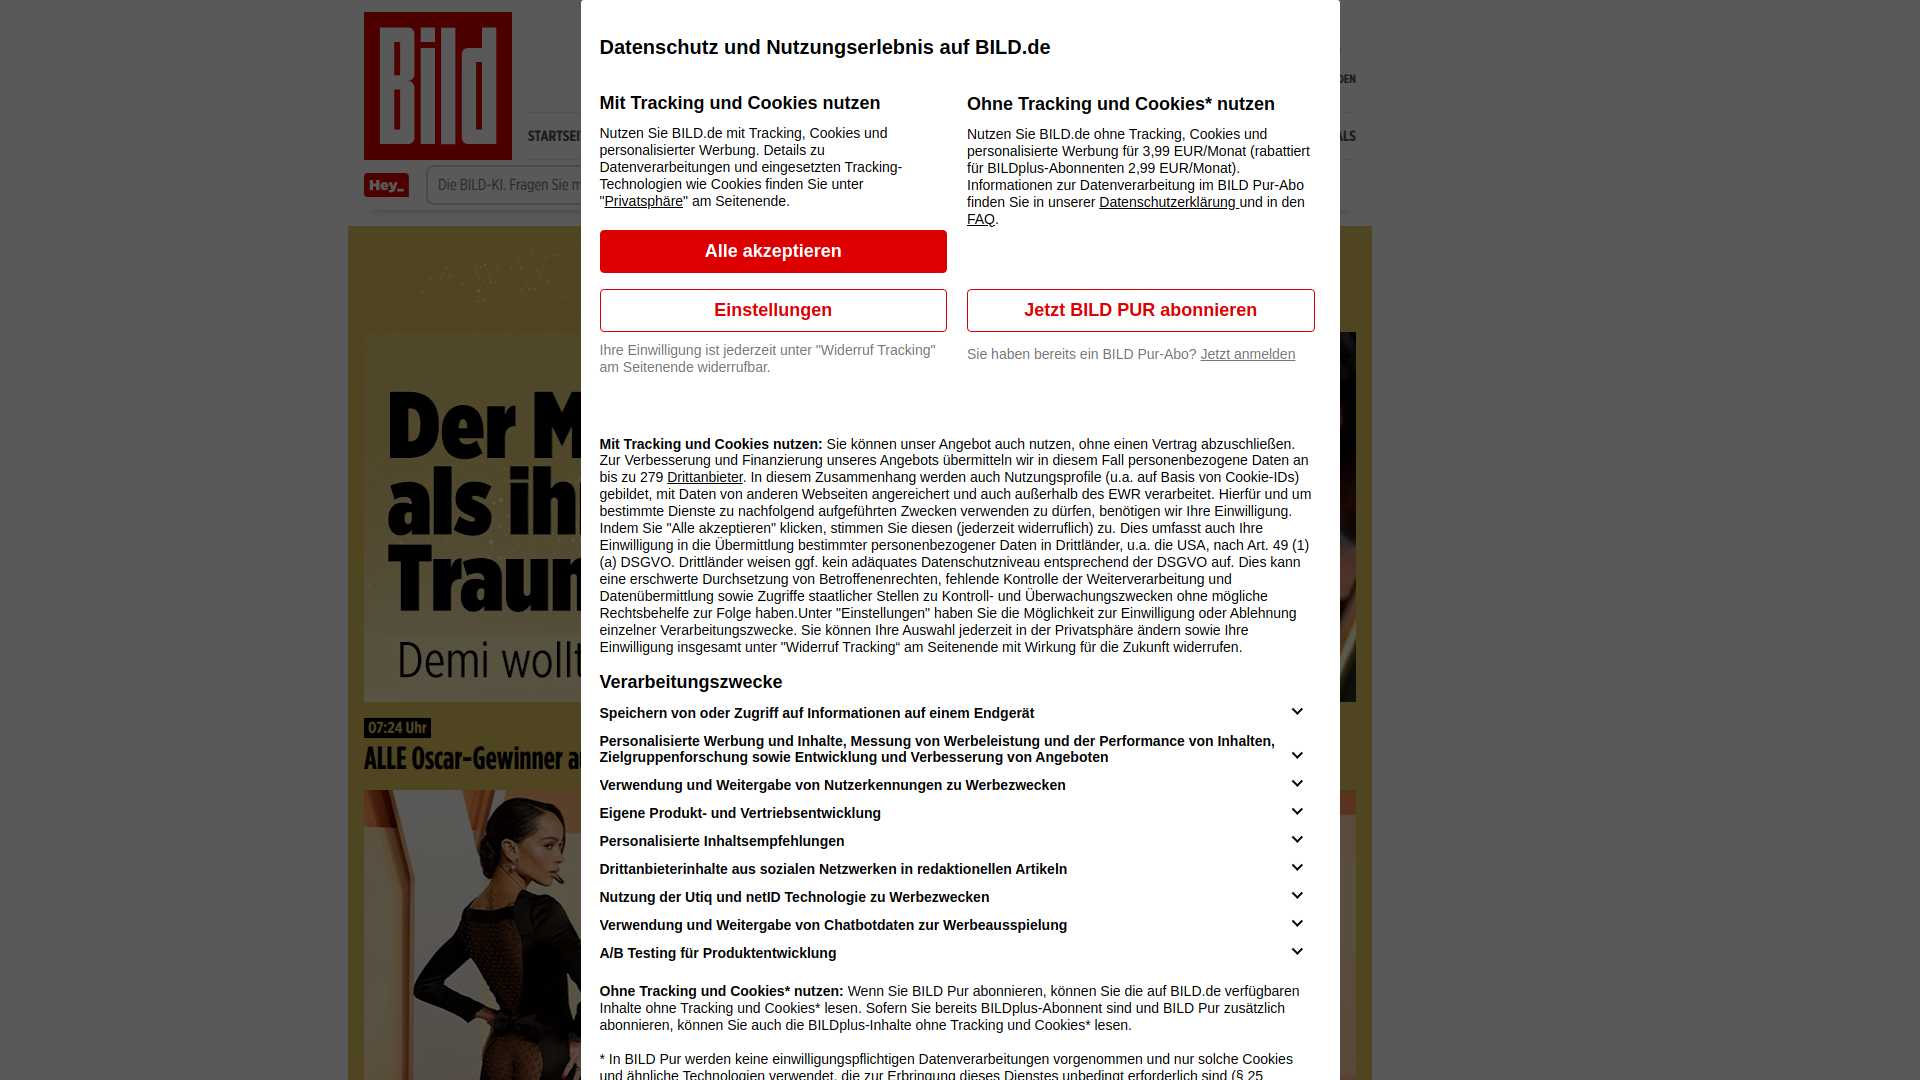 Bild
DEN
STARTSEI
ALS
Hey_
Die BILD-KI. Fragen Sie m
Der M
als ih
Traum
Demi wollt
07:24 Uhr
ALLE Oscar-Gewinner a
Datenschutz und Nutzungserlebnis auf BILD.de
Mit Tracking und Cookies nutzen
Nutzen Sie BILD.de mit Tracking, Cookies und
personalisierter Werbung. Details zu
Datenverarbeitungen und eingesetzten Tracking-
Technologien wie Cookies finden Sie unter
"Privatsphäre" am Seitenende.
Alle akzeptieren
Einstellungen
Ihre Einwilligung ist jederzeit unter "Widerruf Tracking"
am Seitenende widerrufbar.
Ohne Tracking und Cookies* nutzen
Nutzen Sie BILD.de ohne Tracking, Cookies und
personalisierte Werbung für 3,99 EUR/Monat (rabattiert
für BILDplus-Abonnenten 2,99 EUR/Monat).
Informationen zur Datenverarbeitung im BILD Pur-Abo
finden Sie in unserer Datenschutzerklärung und in den
FAQ.
Jetzt BILD PUR abonnieren
Sie haben bereits ein BILD Pur-Abo? Jetzt anmelden
Mit Tracking und Cookies nutzen: Sie können unser Angebot auch nutzen, ohne einen Vertrag abzuschließen.
Zur Verbesserung und Finanzierung unseres Angebots übermitteln wir in diesem Fall personenbezogene Daten an
bis zu 279 Drittanbieter. In diesem Zusammenhang werden auch Nutzungsprofile (u.a. auf Basis von Cookie-IDs)
gebildet, mit Daten von anderen Webseiten angereichert und auch außerhalb des EWR verarbeitet. Hierfür und um
bestimmte Dienste zu nachfolgend aufgeführten Zwecken verwenden zu dürfen, benötigen wir Ihre Einwilligung.
Indem Sie "Alle akzeptieren" klicken, stimmen Sie diesen (jederzeit widerruflich) zu. Dies umfasst auch Ihre
Einwilligung in die Übermittlung bestimmter personenbezogener Daten in Drittländer, u.a. die USA, nach Art. 49 (1)
(a) DSGVO. Drittländer weisen ggf. kein adäquates Datenschutzniveau entsprechend der DSGVO auf. Dies kann
eine erschwerte Durchsetzung von Betroffenenrechten, fehlende Kontrolle der Weiterverarbeitung und
Datenübermittlung sowie Zugriffe staatlicher Stellen zu Kontroll- und Überwachungszwecken ohne mögliche
Rechtsbehelfe zur Folge haben.Unter "Einstellungen" haben Sie die Möglichkeit zur Einwilligung oder Ablehnung
einzelner Verarbeitungszwecke. Sie können Ihre Auswahl jederzeit in der Privatsphäre ändern sowie Ihre
Einwilligung insgesamt unter "Widerruf Tracking“ am Seitenende mit Wirkung für die Zukunft widerrufen.
Verarbeitungszwecke
Speichern von oder Zugriff auf Informationen auf einem Endgerät
Personalisierte Werbung und Inhalte, Messung von Werbeleistung und der Performance von Inhalten,
Zielgruppenforschung sowie Entwicklung und Verbesserung von Angeboten
Verwendung und Weitergabe von Nutzerkennungen zu Werbezwecken
Eigene Produkt- und Vertriebsentwicklung
Personalisierte Inhaltsempfehlungen
Drittanbieterinhalte aus sozialen Netzwerken in redaktionellen Artikeln
Nutzung der Utiq und netID Technologie zu Werbezwecken
Verwendung und Weitergabe von Chatbotdaten zur Werbeausspielung
A/B Testing für Produktentwicklung
Ohne Tracking und Cookies* nutzen: Wenn Sie BILD Pur abonnieren, können Sie die auf BILD.de verfügbaren
Inhalte ohne Tracking und Cookies* lesen. Sofern Sie bereits BILDplus-Abonnent sind und BILD Pur zusätzlich
abonnieren, können Sie auch die BILDplus-Inhalte ohne Tracking und Cookies* lesen.
* In BILD Pur werden keine einwilligungspflichtigen Datenverarbeitungen vorgenommen und nur solche Cookies
und ähnliche Technologien verwendet, die zur Erbringung dieses Dienstes unbedingt erforderlich sind (§ 25